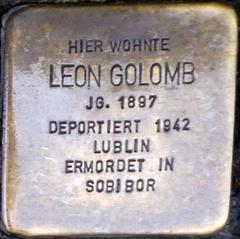 HIER WOHNTE
LEON GOLOMB
JG. 1897
DEPORTIERT 1942
LUBLIN
ERMORDET IN
SOBIBOR